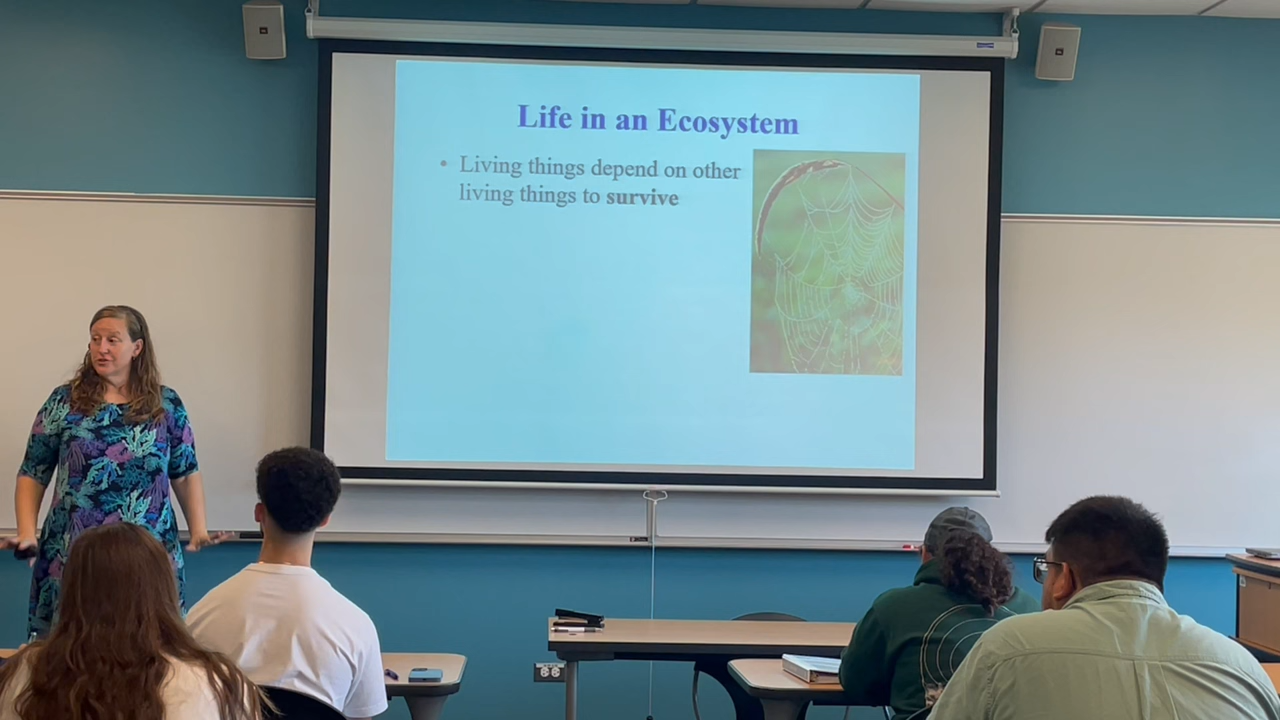 Life in an Ecosystem
• Living things depend on other
living things to survive